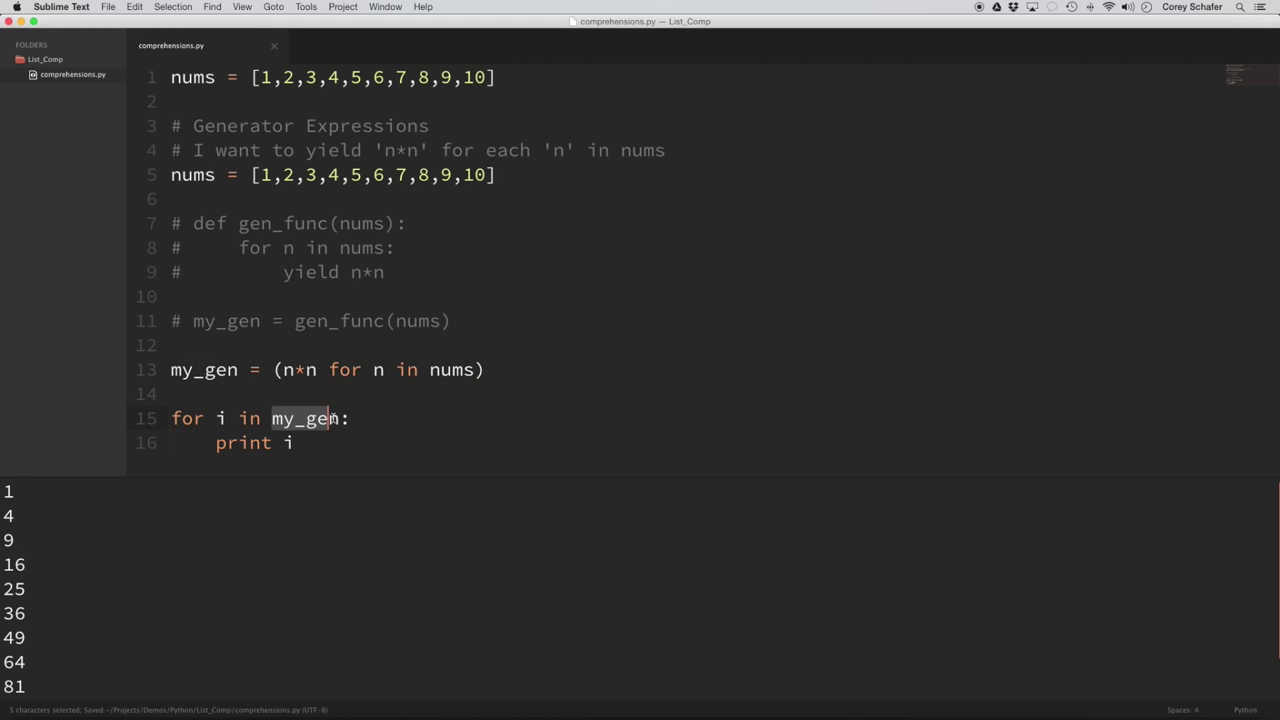 Sublime Text File Edit Selection Find View Goto Tools Project Window Help Corey Schafer
comprehensions.py — List_Comp
FOLDERS
List_Comp
comprehensions.py
comprehensions.py
1 nums = [1,2,3,4,5,6,7,8,9,10]
2
3 # Generator Expressions
4 # I want to yield 'n*n' for each 'n' in nums
5 nums = [1,2,3,4,5,6,7,8,9,10]
6
7 # def gen_func(nums):
8 #     for n in nums:
9 #         yield n*n
10
11 # my_gen = gen_func(nums)
12
13 my_gen = (n*n for n in nums)
14
15 for i in my_gen:
16     print i
1
4
9
16
25
36
49
64
81
5 characters selected; Saved ~/Projects/Demos/Python/List_Comp/comprehensions.py (UTF-8) Spaces: 4 Python